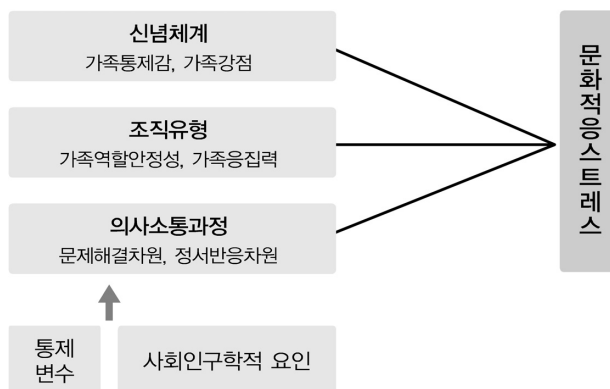 신념체계
가족통제감, 가족강점
조직유형
가족역할안정성, 가족응집력
의사소통과정
문제해결차원, 정서반응차원
통제
변수
사회인구학적 요인
문화적응스트레스